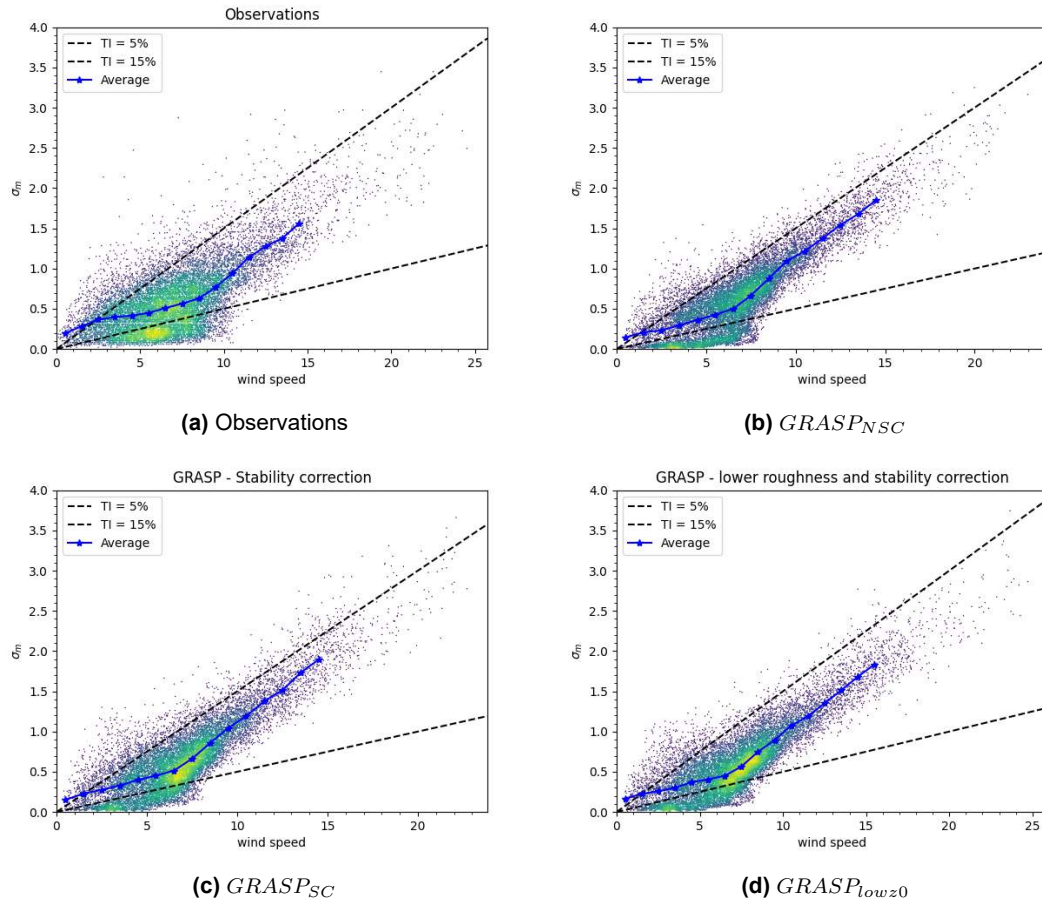 Observations
4.0
3.5
3.0
2.5
2.0
1.5
1.0
0.5
0.0
σm
TI = 5%
TI = 15%
Average
0 5 10 15 20 25
wind speed
(a) Observations
4.0
3.5
3.0
2.5
2.0
1.5
1.0
0.5
0.0
σm
TI = 5%
TI = 15%
Average
0 5 10 15 20
wind speed
(b) GRASP_NSC
GRASP - Stability correction
4.0
3.5
3.0
2.5
2.0
1.5
1.0
0.5
0.0
σm
TI = 5%
TI = 15%
Average
0 5 10 15 20
wind speed
(c) GRASP_SC
GRASP - lower roughness and stability correction
4.0
3.5
3.0
2.5
2.0
1.5
1.0
0.5
0.0
σm
TI = 5%
TI = 15%
Average
0 5 10 15 20 25
wind speed
(d) GRASP_lowz0